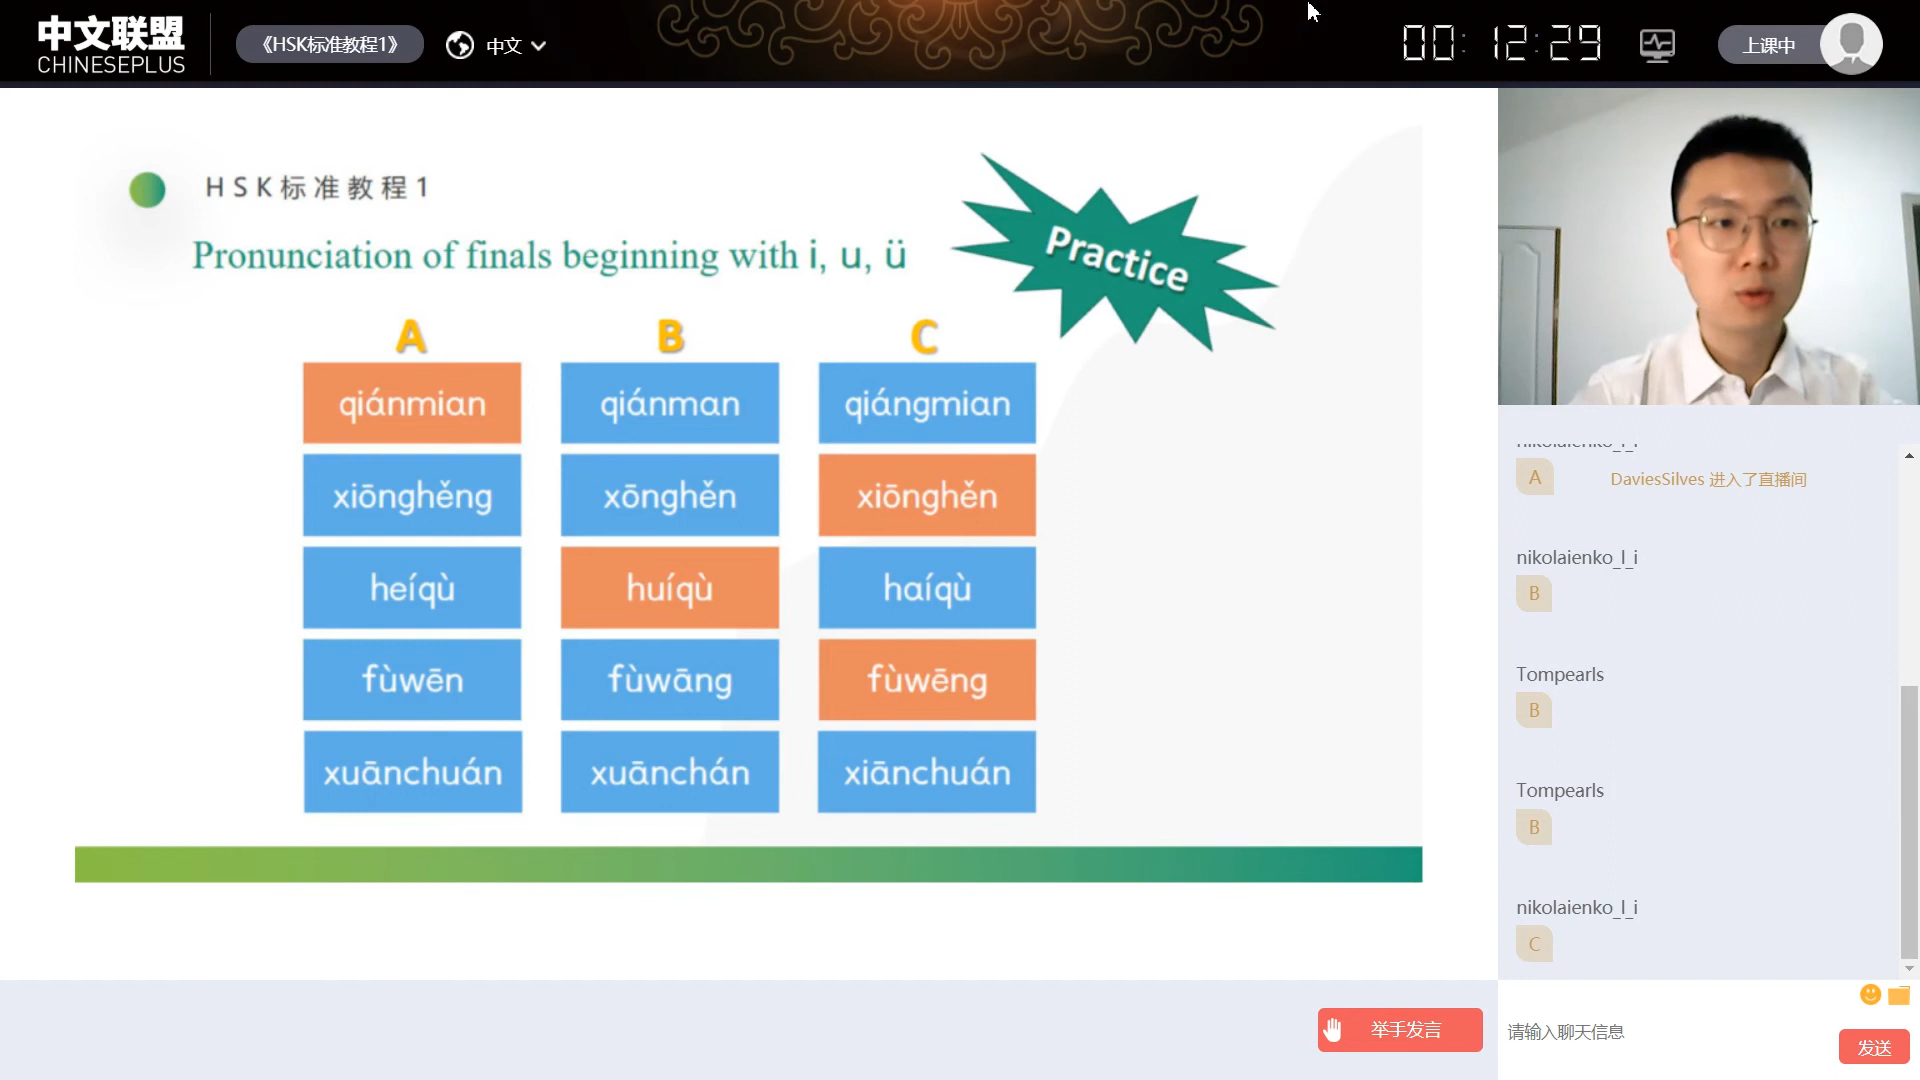 中文联盟
CHINESEPLUS
《HSK标准教程1》
中文
00:12:29
上课中
HSK标准教程1
Pronunciation of finals beginning with i, u, ü
Practice
A B C
qiánmian qiánman qiángmian
xiōnghěng xōnghěn xiōnghěn
heíqù huíqù haíqù
fùwēn fùwāng fùwēng
xuānchuán xuānchán xiānchuán
nikolaienko_l_i
A
DaviesSilves 进入了直播间
nikolaienko_l_i
B
Tompearls
B
Tompearls
B
nikolaienko_l_i
C
举手发言
请输入聊天信息
发送